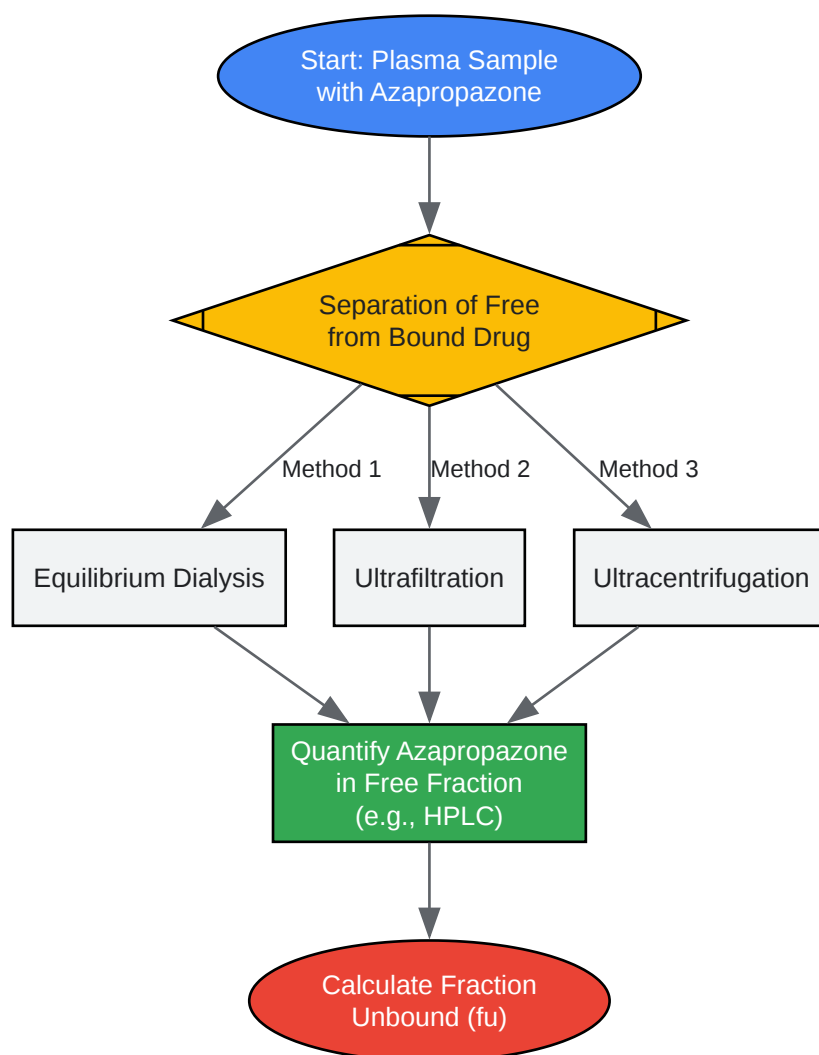 Start: Plasma Sample
with Azapropazone
Separation of Free
from Bound Drug
Method 1
Method 2
Method 3
Equilibrium Dialysis
Ultrafiltration
Ultracentrifugation
Quantify Azapropazone
in Free Fraction
(e.g., HPLC)
Calculate Fraction
Unbound (fu)